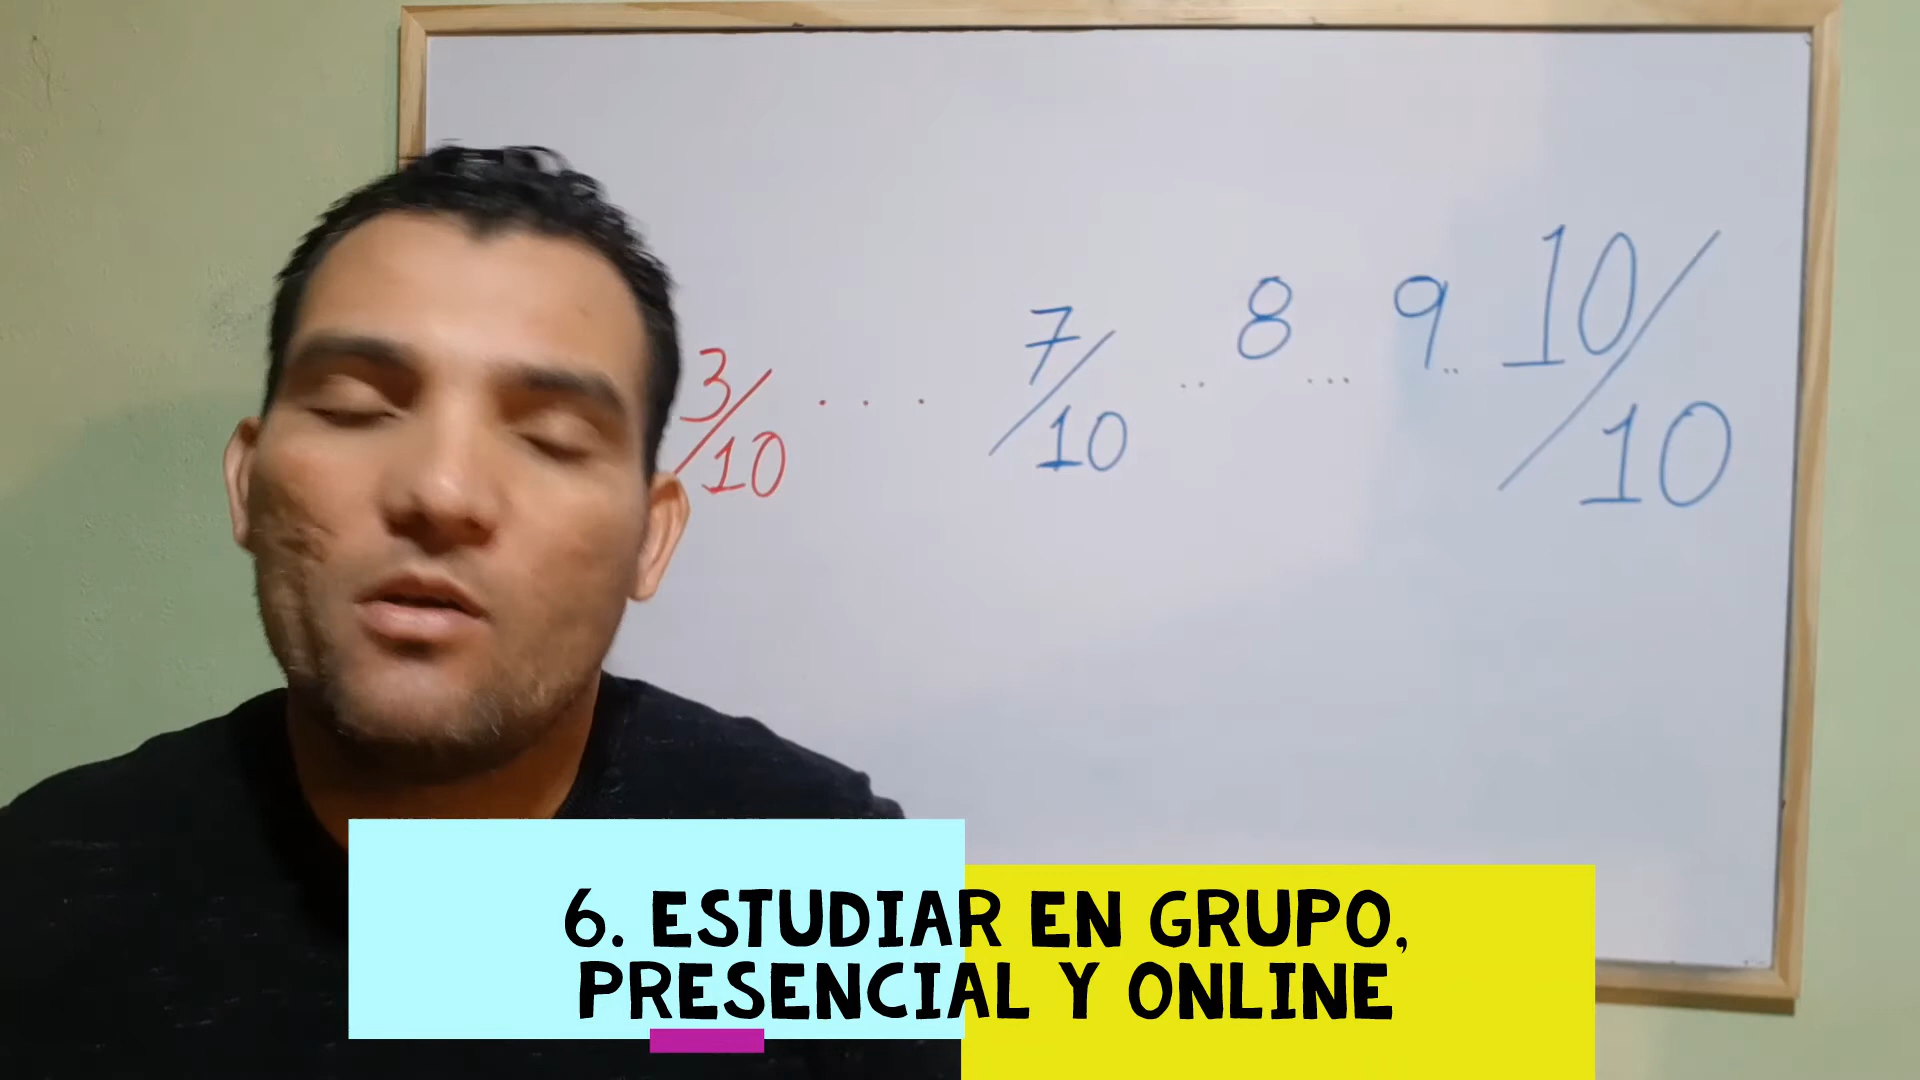 3/10 . . . 7/10 .. 8 ... 9 .. 10/10
6. ESTUDIAR EN GRUPO,
PRESENCIAL Y ONLINE